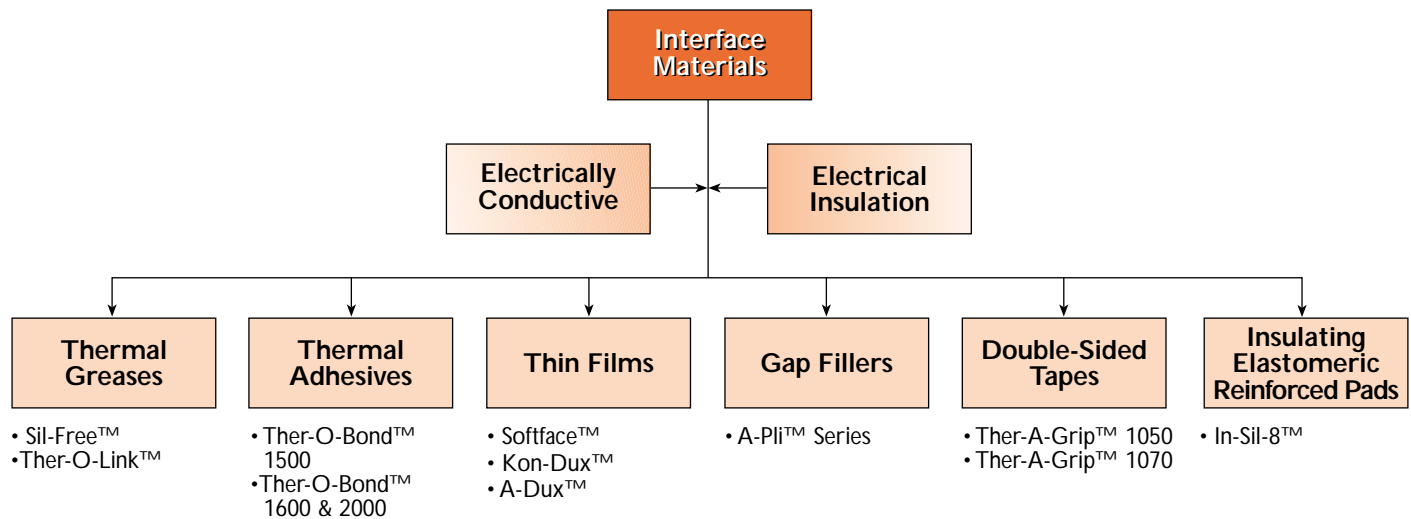 Interface
Materials
Electrically
Conductive
Electrical
Insulation
Thermal
Greases
Thermal
Adhesives
Thin Films
Gap Fillers
Double-Sided
Tapes
Insulating
Elastomeric
Reinforced Pads
• Sil-Free™
•Ther-O-Link™
• Ther-O-Bond™
1500
•Ther-O-Bond™
1600 & 2000
• Softface™
• Kon-Dux™
• A-Dux™
• A-Pli™ Series
• Ther-A-Grip™ 1050
• Ther-A-Grip™ 1070
• In-Sil-8™